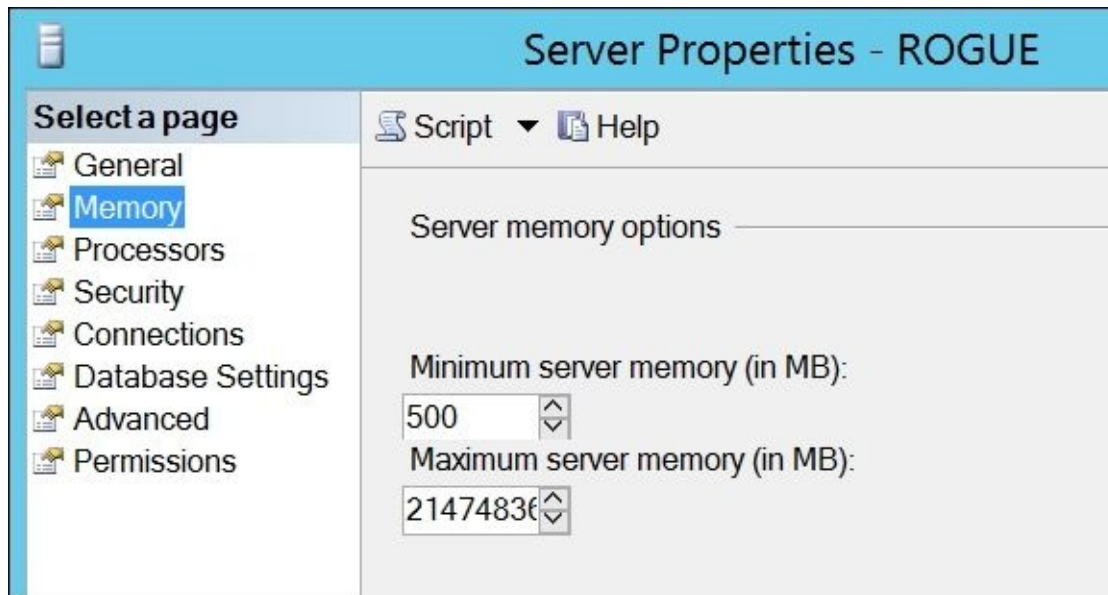 Server Properties - ROGUE
Select a page
General
Memory
Processors
Security
Connections
Database Settings
Advanced
Permissions
Script Help
Server memory options
Minimum server memory (in MB):
500
Maximum server memory (in MB):
2147483